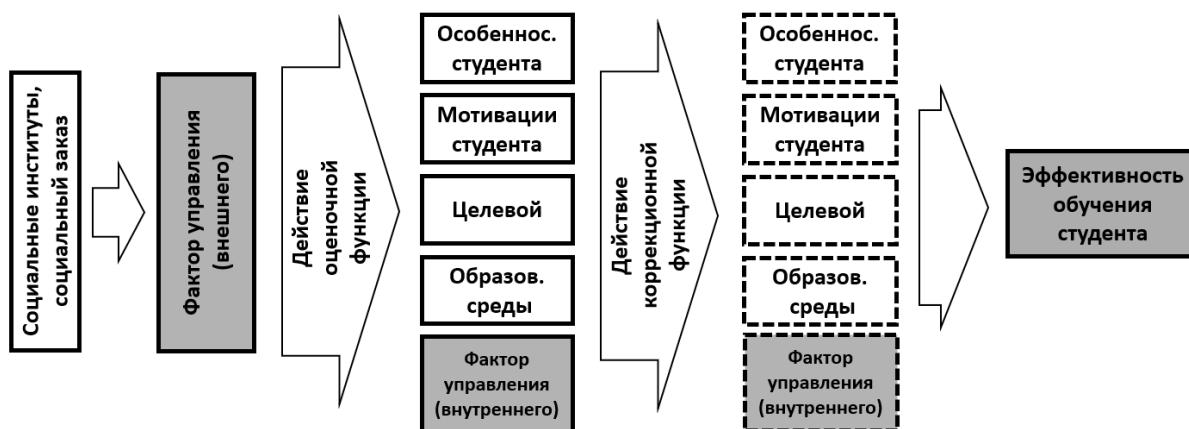 Социальные институты,
социальный заказ
Фактор управления
(внешнего)
Действие
оценочной
функции
Особеннос.
студента
Мотивации
студента
Целевой
Образов.
среды
Фактор
управления
(внутреннего)
Действие
коррекционной
функции
Особеннос.
студента
Мотивации
студента
Целевой
Образов.
среды
Фактор
управления
(внутреннего)
Эффективность
обучения
студента